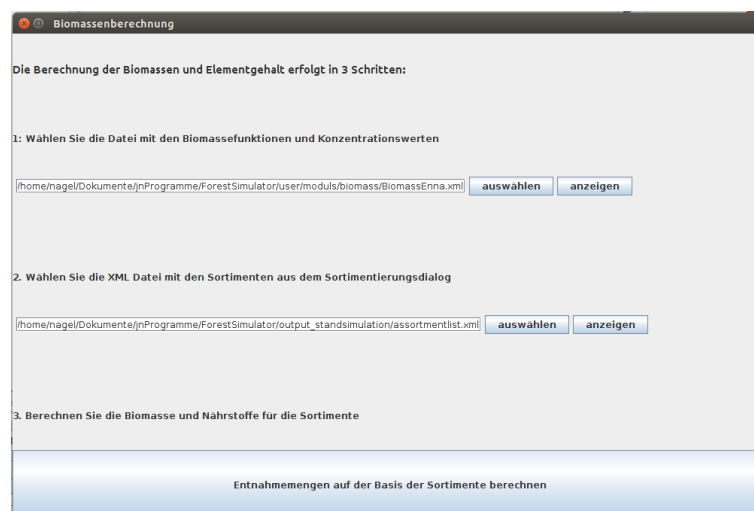 Biomassenberechnung
Die Berechnung der Biomassen und Elementgehalt erfolgt in 3 Schritten:
1: Wählen Sie die Datei mit den Biomassefunktionen und Konzentrationswerten
/home/nagel/Dokumente/jnProgramme/ForestSimulator/user/moduls/biomass/BiomassEnna.xml auswählen anzeigen
2. Wählen Sie die XML Datei mit den Sortimenten aus dem Sortimentierungsdialog
/home/nagel/Dokumente/jnProgramme/ForestSimulator/output_standsimulation/assortmentlist.xml auswählen anzeigen
3. Berechnen Sie die Biomasse und Nährstoffe für die Sortimente
Entnahmemengen auf der Basis der Sortimente berechnen